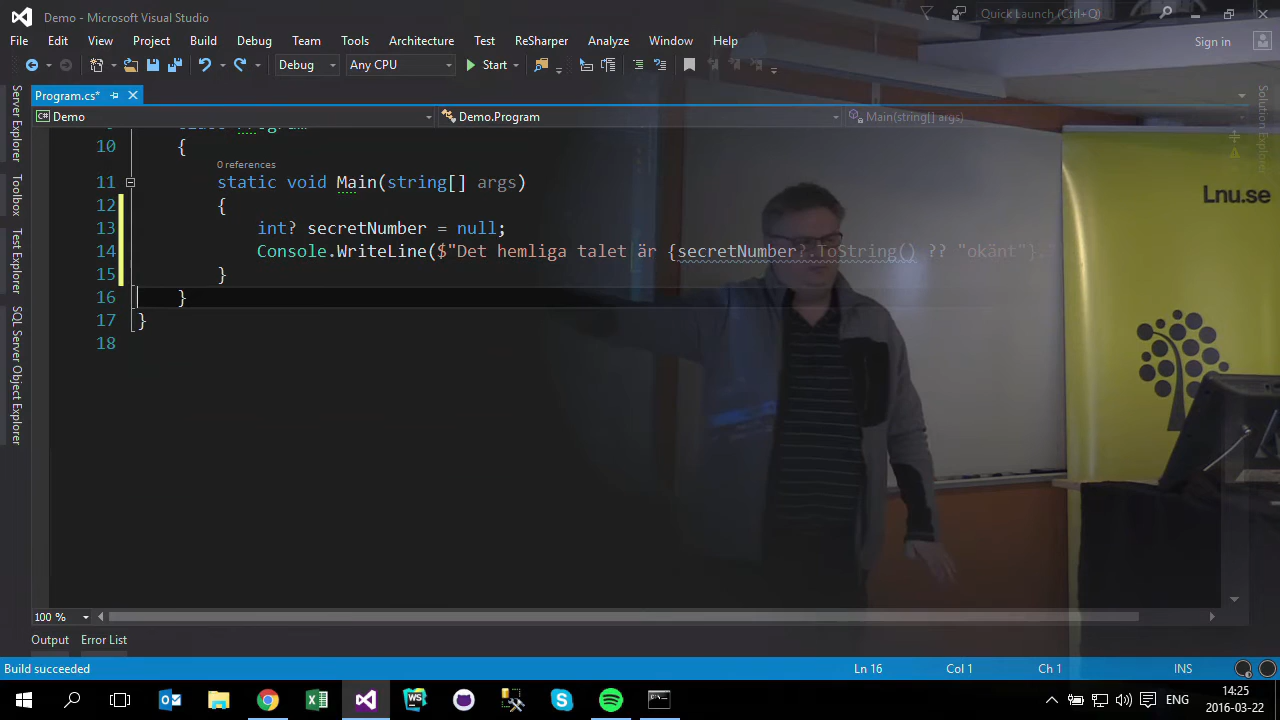 Demo - Microsoft Visual Studio
Quick Launch (Ctrl+Q)
File Edit View Project Build Debug Team Tools Architecture Test ReSharper Analyze Window Help
Sign in
Debug Any CPU Start
Server Explorer
Toolbox
Test Explorer
SQL Server Object Explorer
Program.cs*
Solution Explorer
Demo Demo.Program Main(string[] args)
10 {
0 references
11 static void Main(string[] args)
12 {
13 int? secretNumber = null;
14 Console.WriteLine($"Det hemliga talet är {secretNumber?.ToString() ?? "okänt"}.
15 }
16 }
17 }
18
Lnu.se
100 %
Output Error List
Build succeeded Ln 16 Col 1 Ch 1 INS
ENG
14:25
2016-03-22